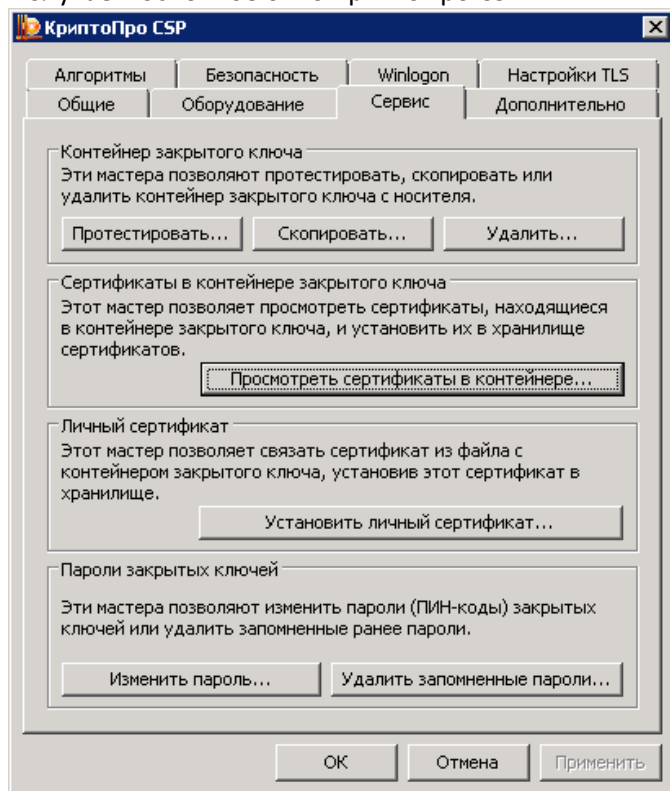 КриптоПро CSP
Алгоритмы Безопасность Winlogon Настройки TLS
Общие Оборудование Сервис Дополнительно
Контейнер закрытого ключа
Эти мастера позволяют протестировать, скопировать или
удалить контейнер закрытого ключа с носителя.
Протестировать... Скопировать... Удалить...
Сертификаты в контейнере закрытого ключа
Этот мастер позволяет просмотреть сертификаты, находящиеся
в контейнере закрытого ключа, и установить их в хранилище
сертификатов.
Просмотреть сертификаты в контейнере...
Личный сертификат
Этот мастер позволяет связать сертификат из файла с
контейнером закрытого ключа, установив этот сертификат в
хранилище.
Установить личный сертификат...
Пароли закрытых ключей
Эти мастера позволяют изменить пароли (ПИН-коды) закрытых
ключей или удалить запомненные ранее пароли.
Изменить пароль... Удалить запомненные пароли...
ОК Отмена Применить